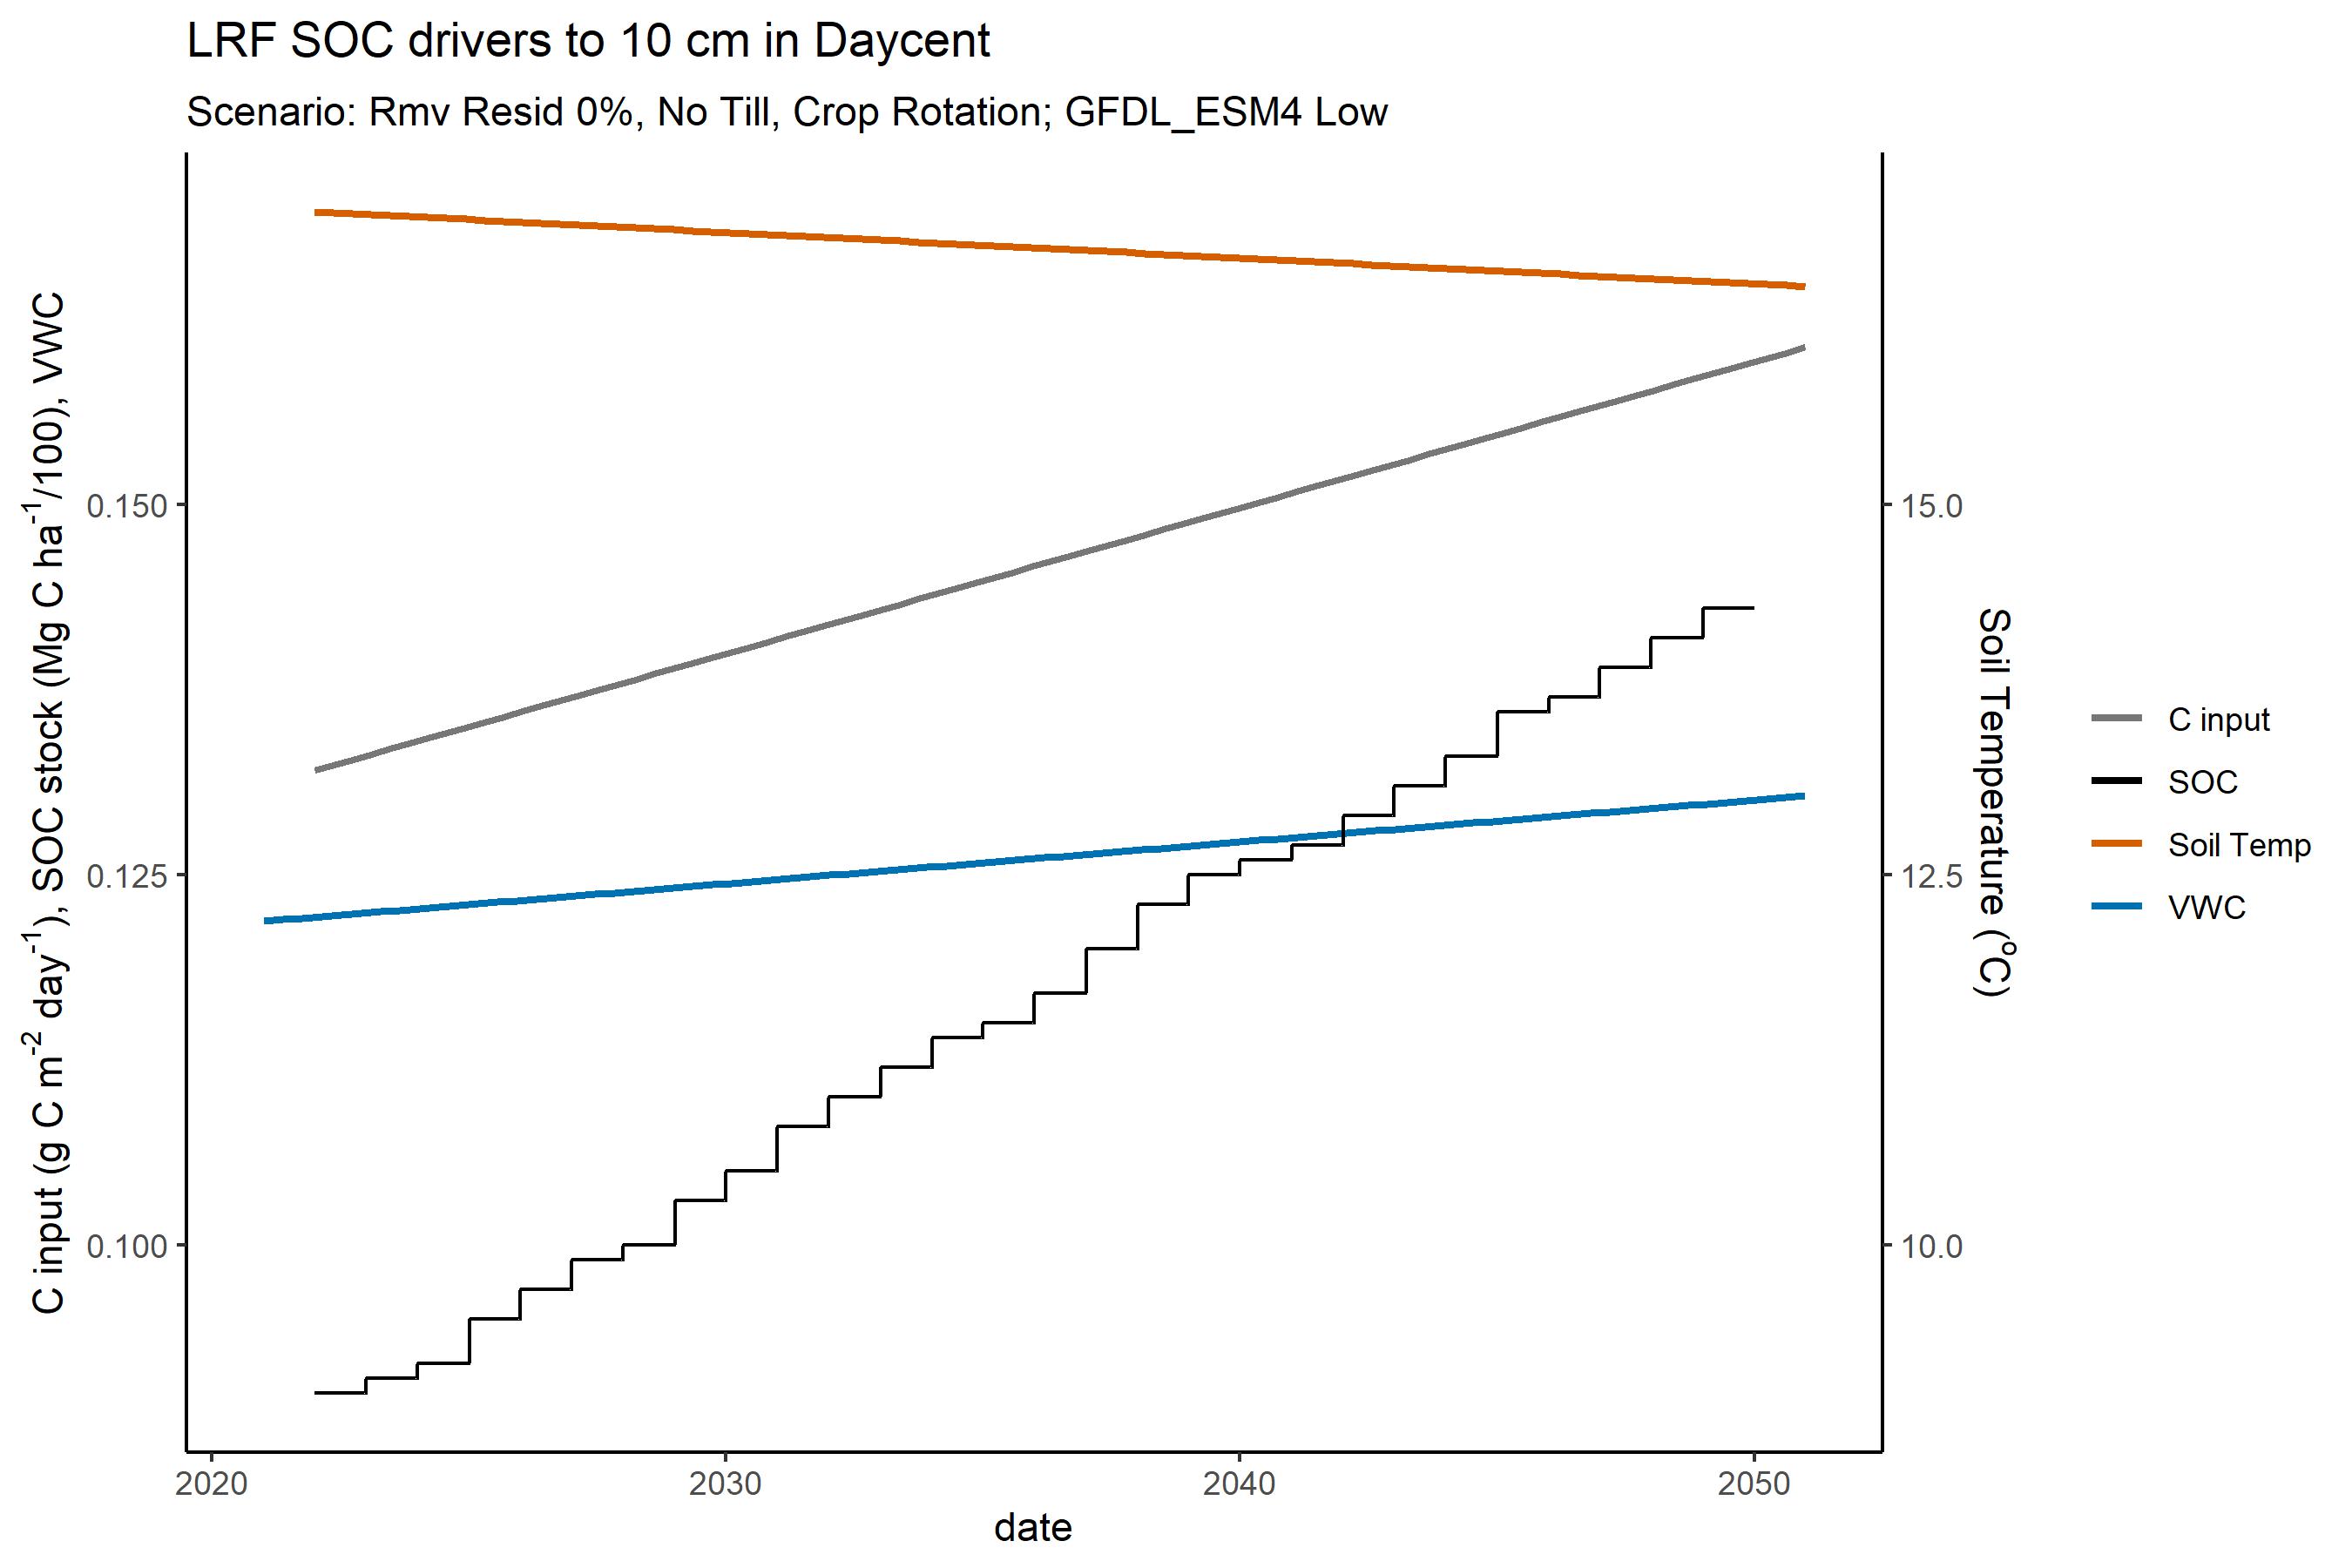 LRF SOC drivers to 10 cm in Daycent
Scenario: Rmv Resid 0%, No Till, Crop Rotation; GFDL_ESM4 Low
C input (g C m-2 day-1), SOC stock (Mg C ha-1/100), VWC
0.150
0.125
0.100
15.0
12.5
10.0
Soil Temperature (oC)
C input
SOC
Soil Temp
VWC
2020 2030 2040 2050
date